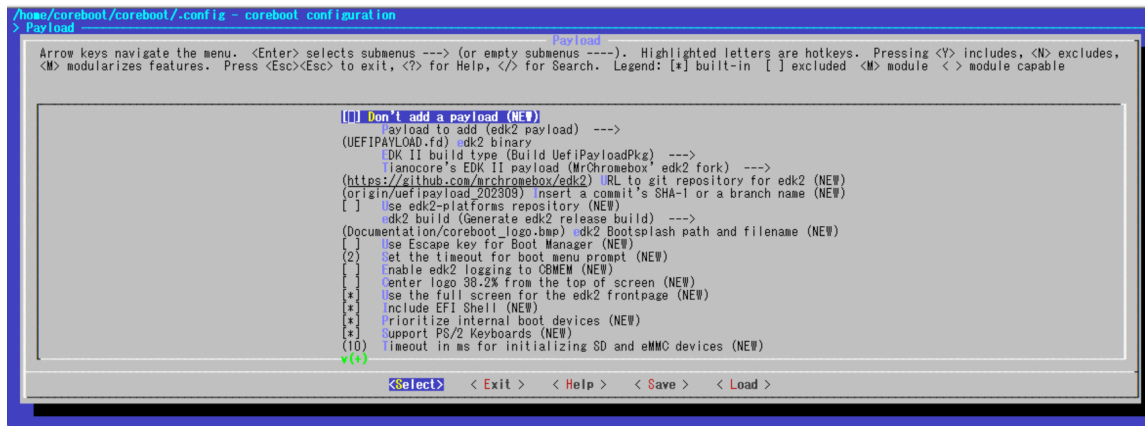 /home/coreboot/coreboot/.config - coreboot configuration
> Payload
Payload
Arrow keys navigate the menu. <Enter> selects submenus ---> (or empty submenus ----). Highlighted letters are hotkeys. Pressing <Y> includes, <N> excludes,
<M> modularizes features. Press <Esc><Esc> to exit, <?> for Help, </> for Search. Legend: [*] built-in [ ] excluded <M> module < > module capable
[ ] Don't add a payload (NEW)
Payload to add (edk2 payload) --->
(UEFIPAYLOAD.fd) edk2 binary
EDK II build type (Build UefiPayloadPkg) --->
Tianocore's EDK II payload (MrChromebox' edk2 fork) --->
(https://github.com/mrchromebox/edk2) URL to git repository for edk2 (NEW)
(origin/uefipayload_202309) Insert a commit's SHA-1 or a branch name (NEW)
[ ] Use edk2-platforms repository (NEW)
edk2 build (Generate edk2 release build) --->
(Documentation/coreboot_logo.bmp) edk2 Bootsplash path and filename (NEW)
[ ] Use Escape key for Boot Manager (NEW)
(2) Set the timeout for boot menu prompt (NEW)
[ ] Enable edk2 logging to CBMEM (NEW)
[ ] Center logo 38.2% from the top of screen (NEW)
[*] Use the full screen for the edk2 frontpage (NEW)
[*] Include EFI Shell (NEW)
[*] Prioritize internal boot devices (NEW)
[*] Support PS/2 Keyboards (NEW)
(10) Timeout in ms for initializing SD and eMMC devices (NEW)
v(+)
<Select> < Exit > < Help > < Save > < Load >